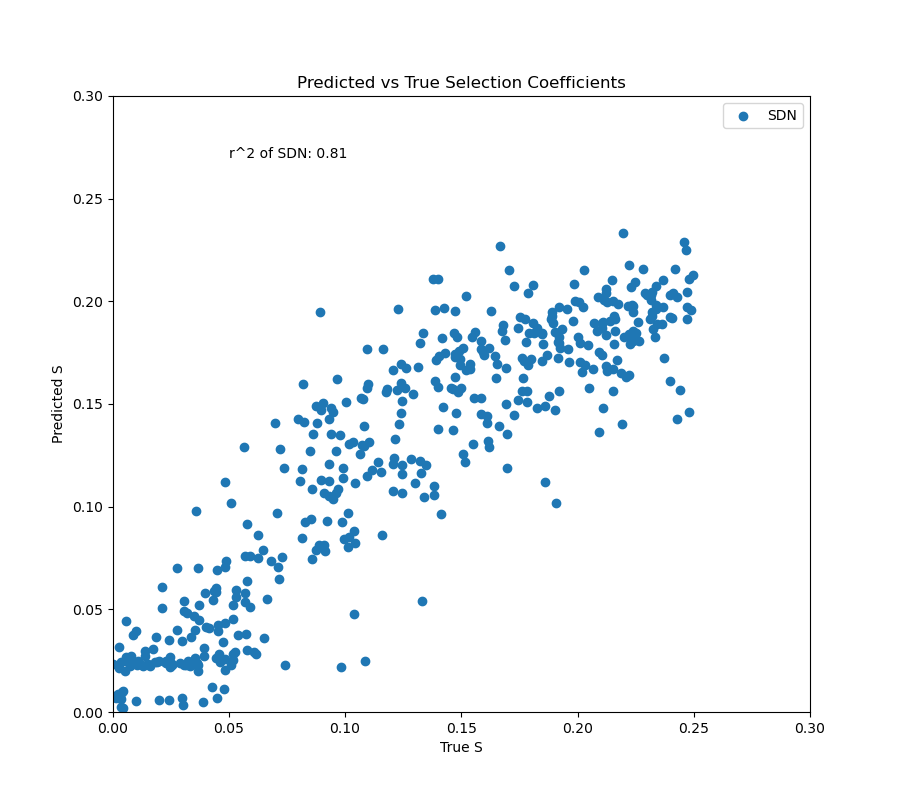 Predicted vs True Selection Coefficients
0.30
SDN
r^2 of SDN: 0.81
0.25
0.20
0.15
Predicted S
0.10
0.05
0.00
0.00 0.05 0.10 0.15 0.20 0.25 0.30
True S